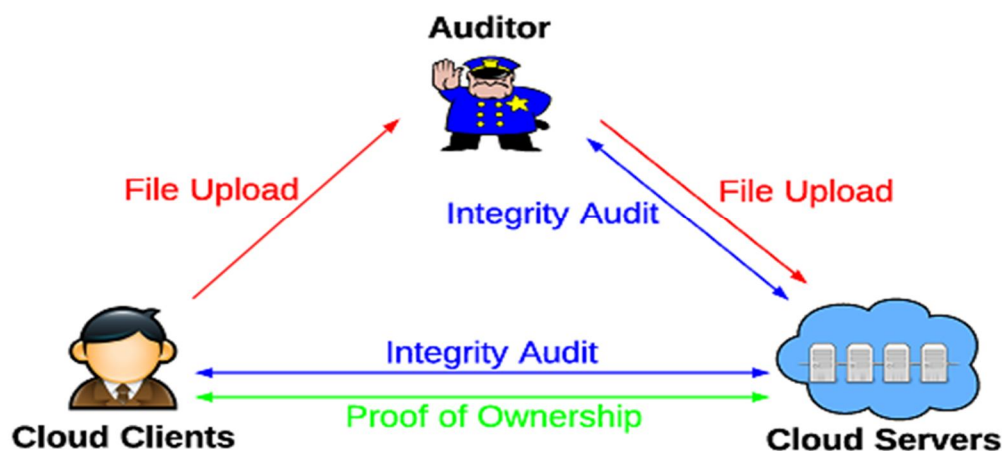 Auditor
File Upload
File Upload
Integrity Audit
Integrity Audit
Proof of Ownership
Cloud Clients
Cloud Servers